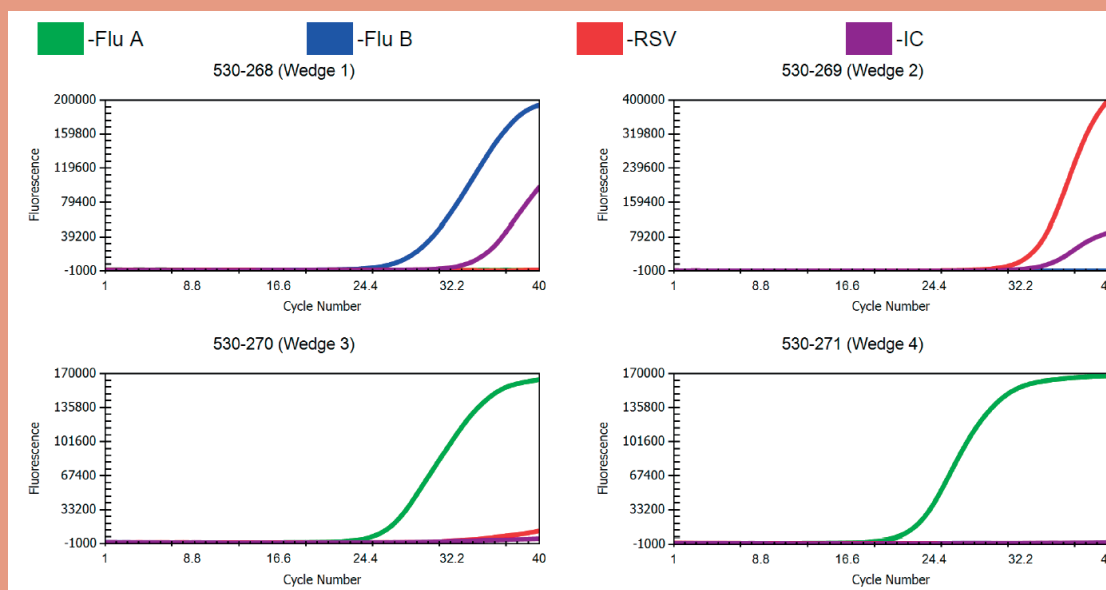 -Flu A -Flu B -RSV -IC
530-268 (Wedge 1) 530-269 (Wedge 2)
200000 400000
159800 319800
119600 239600
79400 159400
39200 79200
-1000 -1000
Fluorescence Fluorescence
1 8.8 16.6 24.4 32.2 40 1 8.8 16.6 24.4 32.2
Cycle Number Cycle Number
530-270 (Wedge 3) 530-271 (Wedge 4)
170000 170000
135800 135800
101600 101600
67400 67400
33200 33200
-1000 -1000
Fluorescence Fluorescence
1 8.8 16.6 24.4 32.2 40 1 8.8 16.6 24.4 32.2
Cycle Number Cycle Number